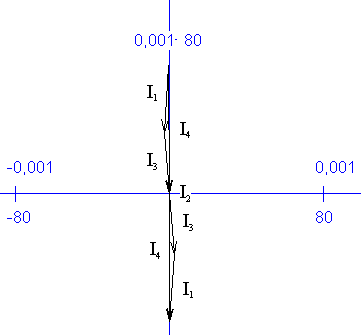 0,001 80
I₁
I₄
I₃
-0,001 0,001
I₂
-80 80
I₃
I₄
I₁